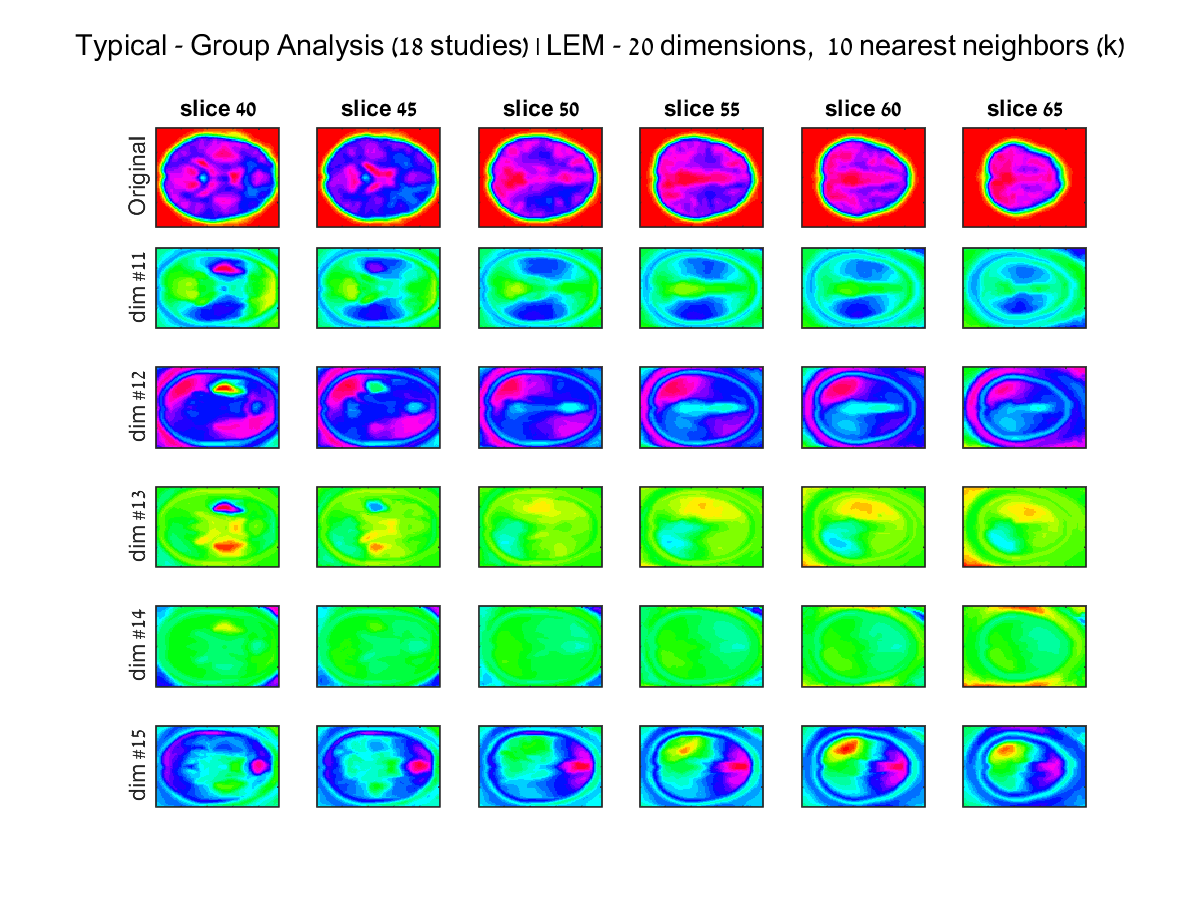 Typical - Group Analysis (18 studies) | LEM - 20 dimensions, 10 nearest neighbors (k)
slice 40 slice 45 slice 50 slice 55 slice 60 slice 65
Original
dim #11
dim #12
dim #13
dim #14
dim #15